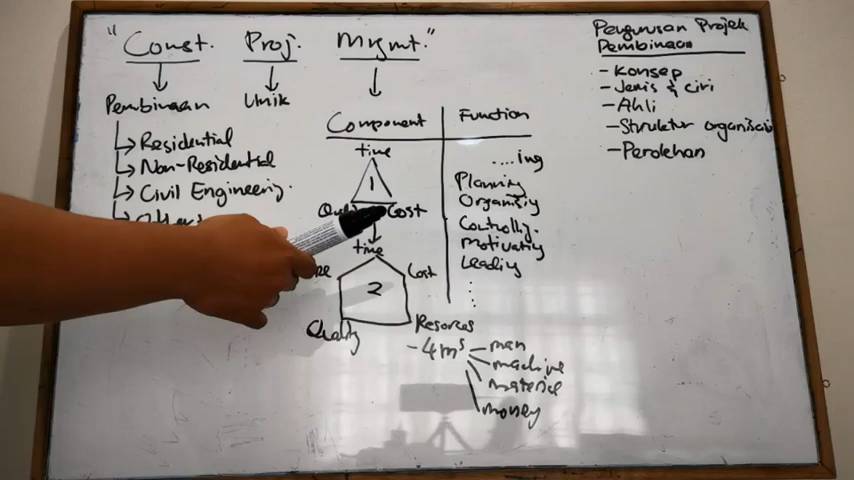 "Const. Proj. Mgmt."
Pembinaan Unik
Residential
Non-Residential
Civil Engineering.
Component Function
time
1
Cost
....ing
Planning
Organising
Controlling.
Motivating
Leading
time
Cost
2
Quality
Resorces
- 4m's
man
machine
material
money
Pengurusan Projek
Pembinaan
- Konsep
- Jenis & ciri
- Ahli
- Struktur organisasi
- Perolehan